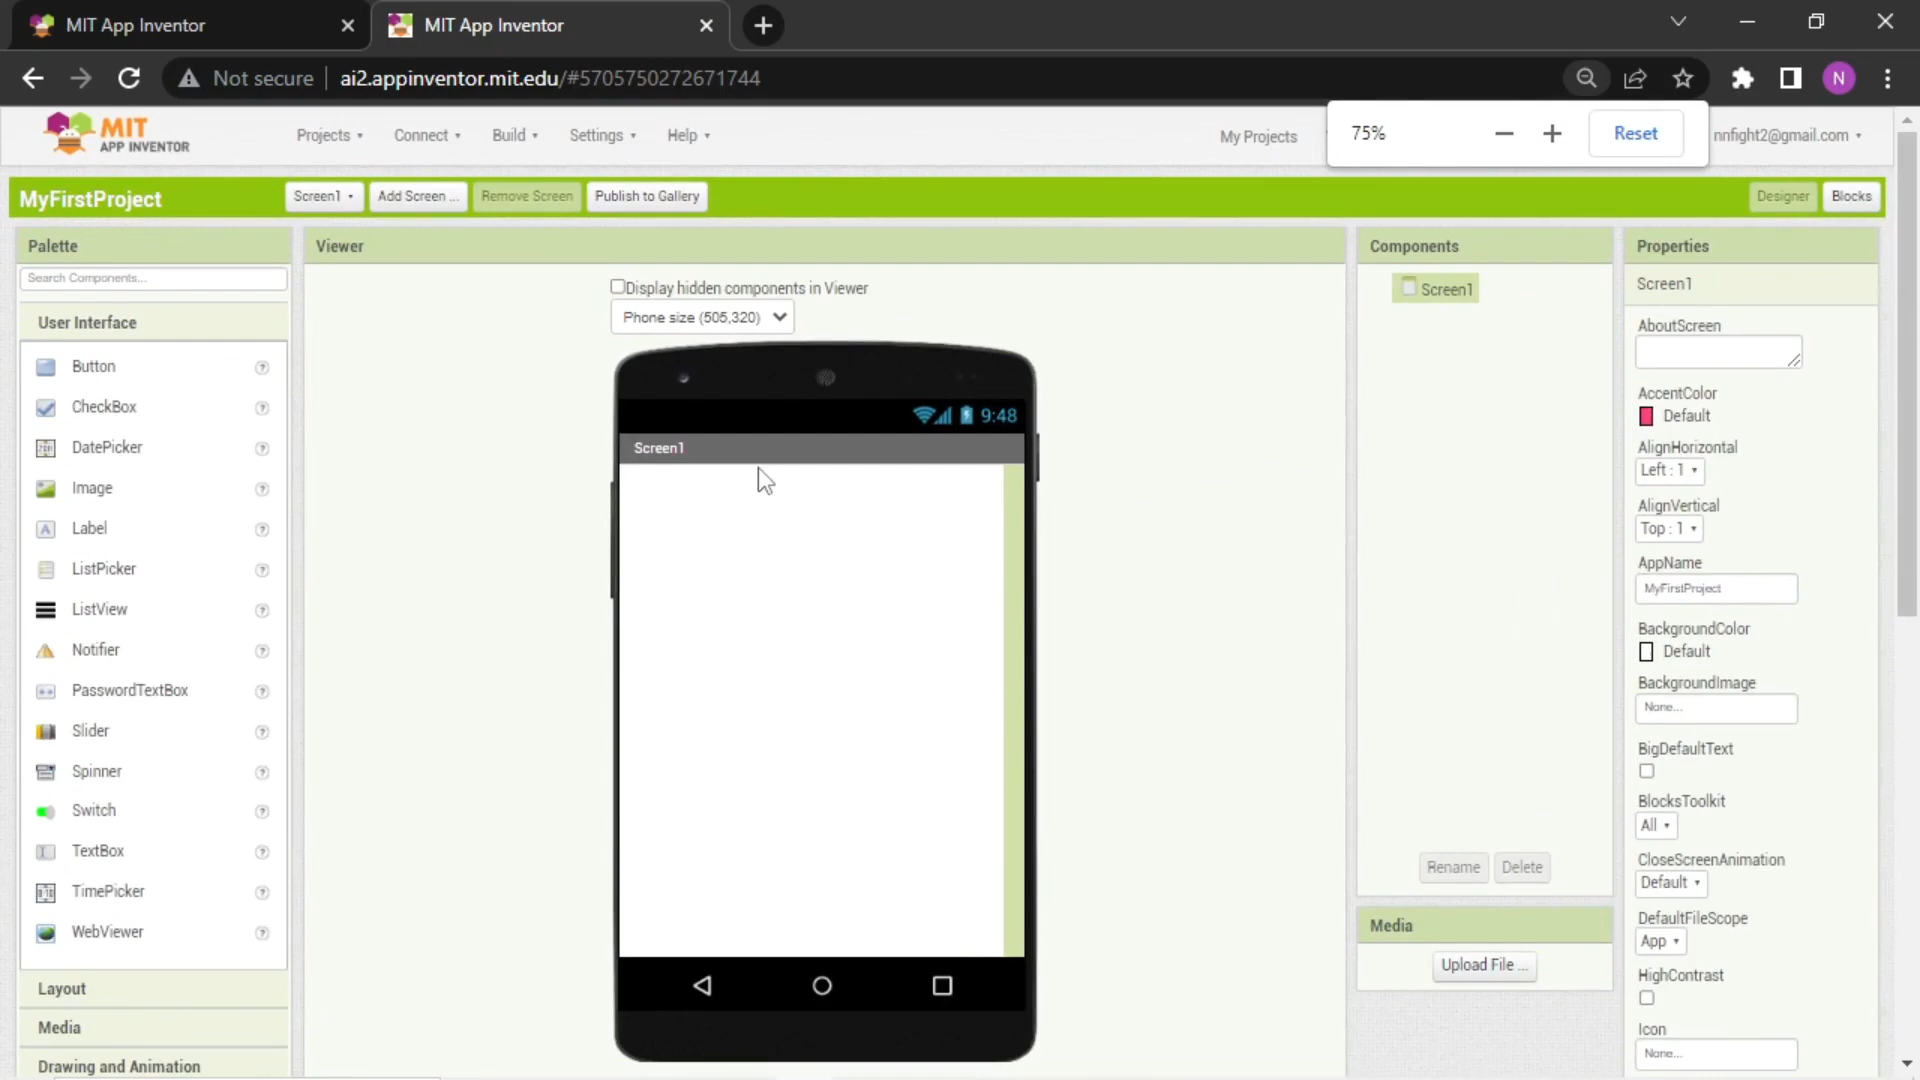 MIT App Inventor
MIT App Inventor
Not secure
ai2.appinventor.mit.edu/#5705750272671744
N
MIT
APP INVENTOR
Projects
Connect
Build
Settings
Help
My Projects
75%
Reset
nnfight2@gmail.com
MyFirstProject
Screen1
Add Screen ...
Remove Screen
Publish to Gallery
Designer
Blocks
Palette
Search Components...
User Interface
Button
CheckBox
DatePicker
Image
Label
ListPicker
ListView
Notifier
PasswordTextBox
Slider
Spinner
Switch
TextBox
TimePicker
WebViewer
Layout
Media
Drawing and Animation
Viewer
Display hidden components in Viewer
Phone size (505,320)
9:48
Screen1
Components
Screen1
Rename
Delete
Media
Upload File ...
Properties
Screen1
AboutScreen
AccentColor
Default
AlignHorizontal
Left : 1
AlignVertical
Top : 1
AppName
MyFirstProject
BackgroundColor
Default
BackgroundImage
None...
BigDefaultText
BlocksToolkit
All
CloseScreenAnimation
Default
DefaultFileScope
App
HighContrast
Icon
None...